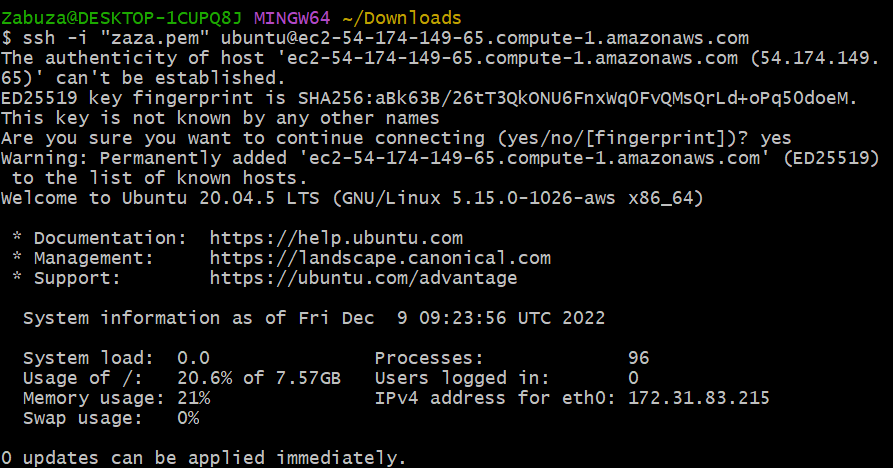 Zabuza@DESKTOP-1CUPQ8J MINGW64 ~/Downloads
$ ssh -i "zaza.pem" ubuntu@ec2-54-174-149-65.compute-1.amazonaws.com
The authenticity of host 'ec2-54-174-149-65.compute-1.amazonaws.com (54.174.149.
65)' can't be established.
ED25519 key fingerprint is SHA256:aBk63B/26tT3QkONU6FnxWq0FvQMsQrLd+oPq50doeM.
This key is not known by any other names
Are you sure you want to continue connecting (yes/no/[fingerprint])? yes
Warning: Permanently added 'ec2-54-174-149-65.compute-1.amazonaws.com' (ED25519)
 to the list of known hosts.
Welcome to Ubuntu 20.04.5 LTS (GNU/Linux 5.15.0-1026-aws x86_64)

 * Documentation:  https://help.ubuntu.com
 * Management:     https://landscape.canonical.com
 * Support:        https://ubuntu.com/advantage

  System information as of Fri Dec  9 09:23:56 UTC 2022

  System load:  0.0               Processes:             96
  Usage of /:   20.6% of 7.57GB   Users logged in:       0
  Memory usage: 21%               IPv4 address for eth0: 172.31.83.215
  Swap usage:   0%

0 updates can be applied immediately.